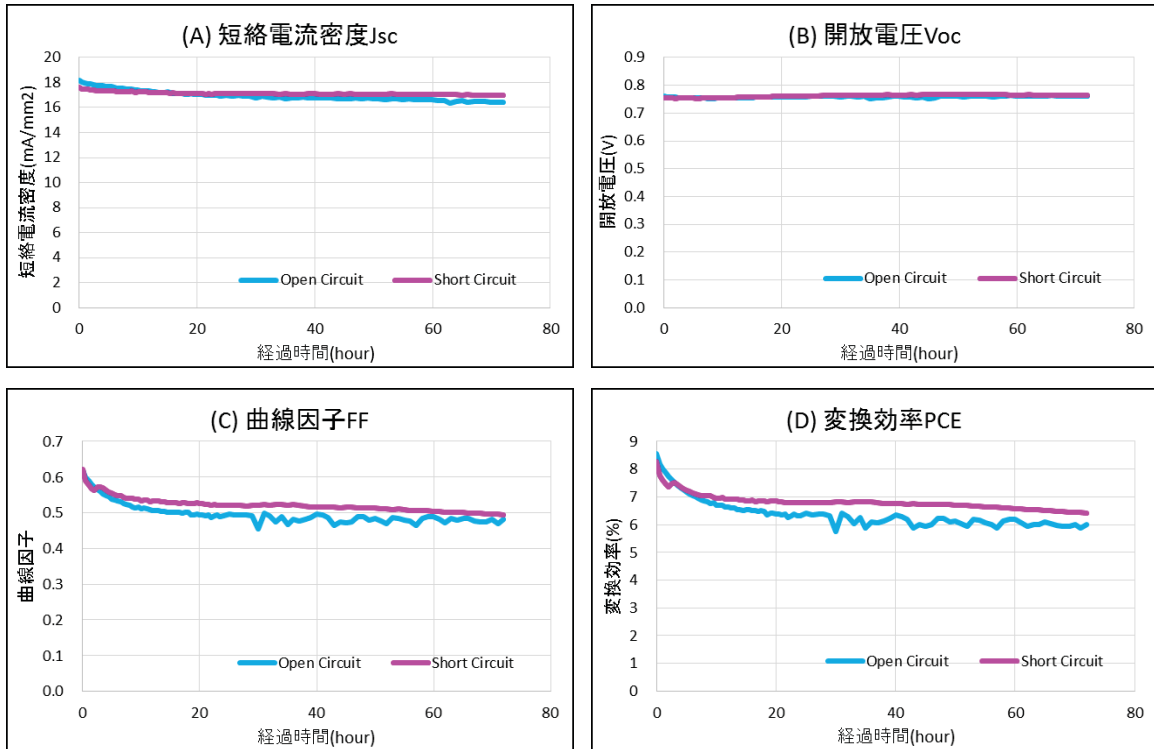 (A) 短絡電流密度Jsc
短絡電流密度(mA/mm2)
20
18
16
14
12
10
8
6
4
2
0
Open Circuit
Short Circuit
0
20
40
60
80
経過時間(hour)
(B) 開放電圧Voc
開放電圧(V)
0.9
0.8
0.7
0.6
0.5
0.4
0.3
0.2
0.1
0.0
Open Circuit
Short Circuit
0
20
40
60
80
経過時間(hour)
(C) 曲線因子FF
曲線因子
0.7
0.6
0.5
0.4
0.3
0.2
0.1
0.0
Open Circuit
Short Circuit
0
20
40
60
80
経過時間(hour)
(D) 変換効率PCE
変換効率(%)
9
8
7
6
5
4
3
2
1
0
Open Circuit
Short Circuit
0
20
40
60
80
経過時間(hour)